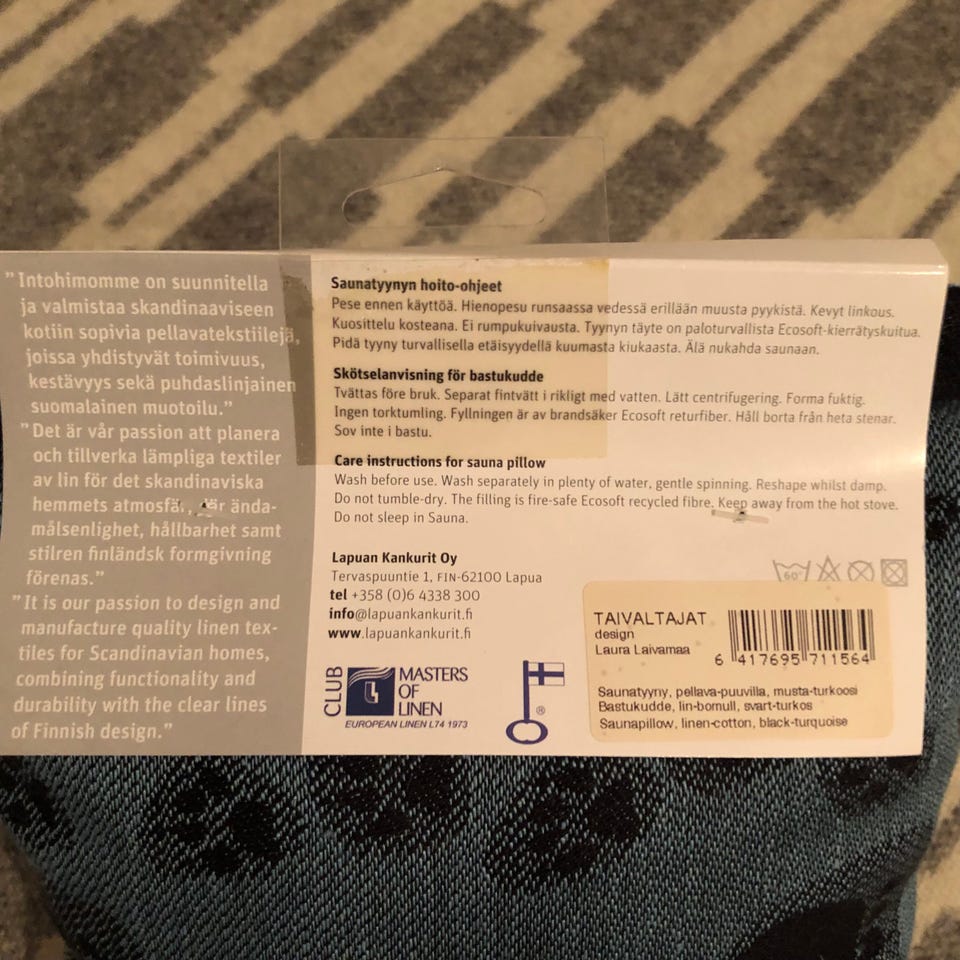 ”Intohimomme on suunnitella
ja valmistaa skandinaaviseen
kotiin sopivia pellavatekstiilejä,
joissa yhdistyvät toimivuus,
kestävyys sekä puhdaslinjainen
suomalainen muotoilu.”
”Det är vår passion att planera
och tillverka lämpliga textiler
av lin för det skandinaviska
hemmets atmosfä där ända-
målsenlighet, hållbarhet samt
stilren finländsk formgivning
förenas.”
”It is our passion to design and
manufacture quality linen tex-
tiles for Scandinavian homes,
combining functionality and
durability with the clear lines
of Finnish design.”
Saunatyynyn hoito-ohjeet
Pese ennen käyttöä. Hienopesu runsaassa vedessä erillään muusta pyykistä. Kevyt linkous.
Kuosittelu kosteana. Ei rumpukuivausta. Tyynyn täyte on paloturvallista Ecosoft-kierrätyskuitua.
Pidä tyyny turvallisella etäisyydellä kuumasta kiukaasta. Älä nukahda saunaan.
Skötselanvisning för bastukudde
Tvättas före bruk. Separat fintvätt i rikligt med vatten. Lätt centrifugering. Forma fuktig.
Ingen torktumling. Fyllningen är av brandsäker Ecosoft returfiber. Håll borta från heta stenar.
Sov inte i bastu.
Care instructions for sauna pillow
Wash before use. Wash separately in plenty of water, gentle spinning. Reshape whilst damp.
Do not tumble-dry. The filling is fire-safe Ecosoft recycled fibre. Keep away from the hot stove.
Do not sleep in Sauna.
Lapuan Kankurit Oy
Tervaspuuntie 1, FIN-62100 Lapua
tel +358 (0)6 4338 300
info@lapuankankurit.fi
www.lapuankankurit.fi
CLUB
MASTERS
OF
LINEN
EUROPEAN LINEN L74 1973
®
60°
TAIVALTAJAT
design
Laura Laivamaa
6 417695 711564
Saunatyyny, pellava-puuvilla, musta-turkoosi
Bastukudde, lin-bomull, svart-turkos
Saunapillow, linen-cotton, black-turquoise